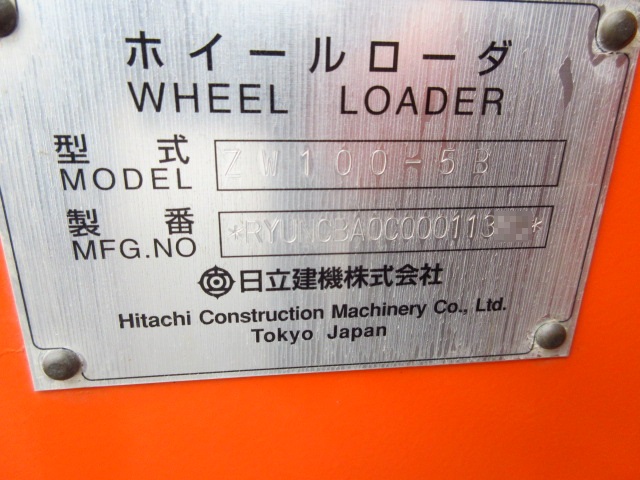 ホイールローダ
WHEEL LOADER
型式 ZW100-5B
MODEL
製番
MFG.NO
日立建機株式会社
Hitachi Construction Machinery Co., Ltd.
Tokyo Japan